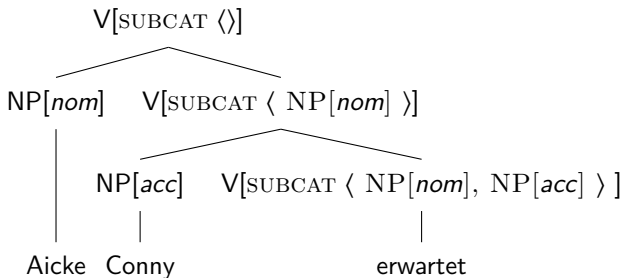 V[SUBCAT ⟨⟩]
NP[nom] V[SUBCAT ⟨ NP[nom] ⟩]
NP[acc] V[SUBCAT ⟨ NP[nom], NP[acc] ⟩ ]
Aicke Conny erwartet